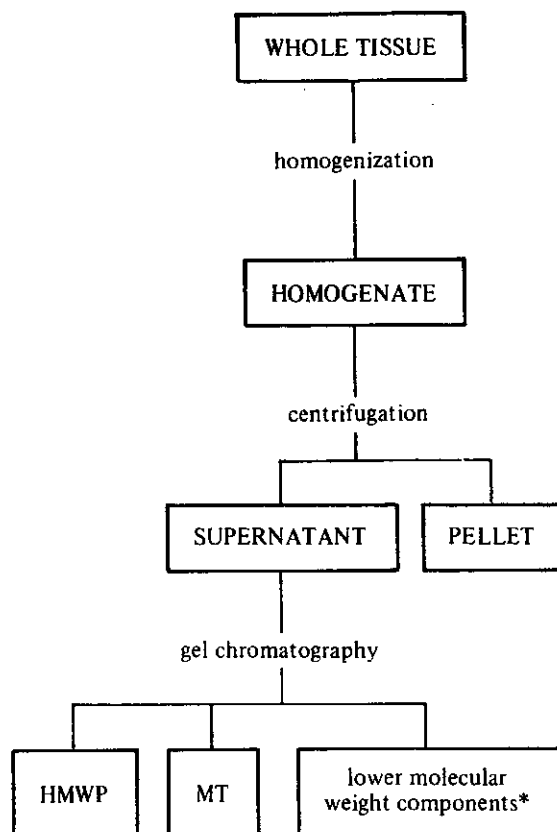 WHOLE TISSUE
homogenization
HOMOGENATE
centrifugation
SUPERNATANT
PELLET
gel chromatography
HMWP
MT
lower molecular
weight components*